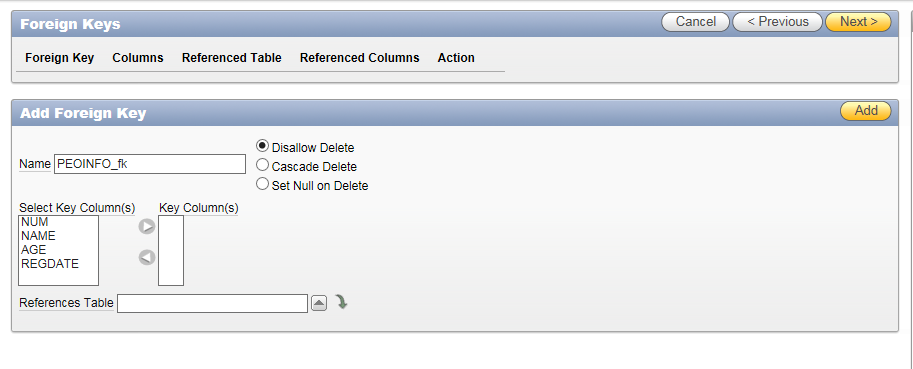 Foreign Keys
Cancel
< Previous
Next >
Foreign Key Columns Referenced Table Referenced Columns Action
Add Foreign Key
Add
Name PEOINFO_fk
Disallow Delete
Cascade Delete
Set Null on Delete
Select Key Column(s)
Key Column(s)
NUM
NAME
AGE
REGDATE
References Table